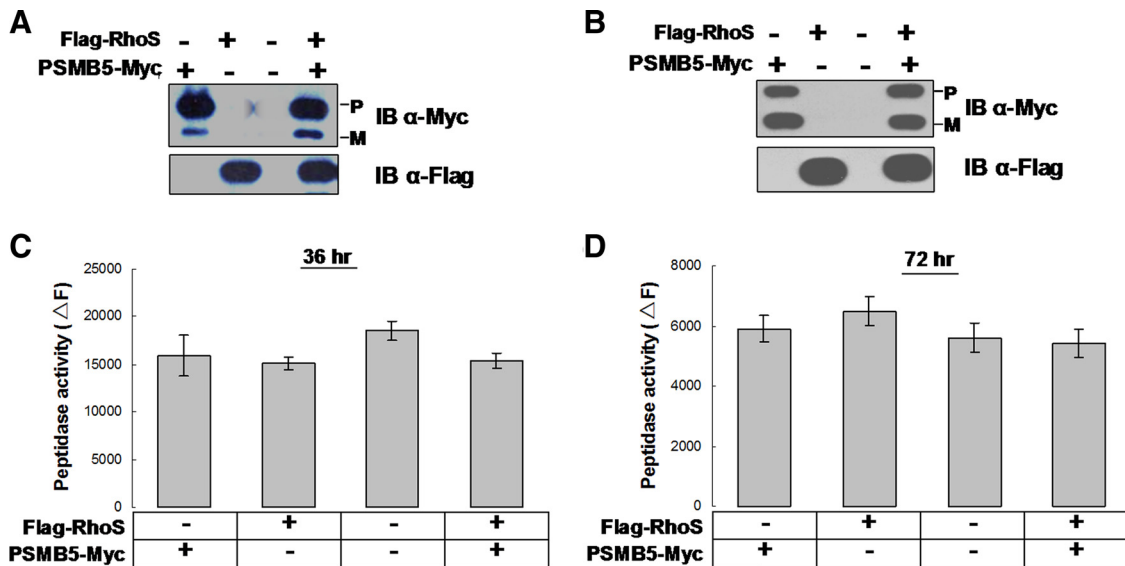 A
Flag-RhoS - + - +
PSMB5-Myc + - - +
P
M
IB α-Myc
IB α-Flag
B
Flag-RhoS - + - +
PSMB5-Myc + - - +
P
M
IB α-Myc
IB α-Flag
C
36 hr
Peptidase activity (△F)
25000
20000
15000
10000
5000
0
Flag-RhoS - + - +
PSMB5-Myc + - - +
D
72 hr
Peptidase activity (△F)
8000
6000
4000
2000
0
Flag-RhoS - + - +
PSMB5-Myc + - - +